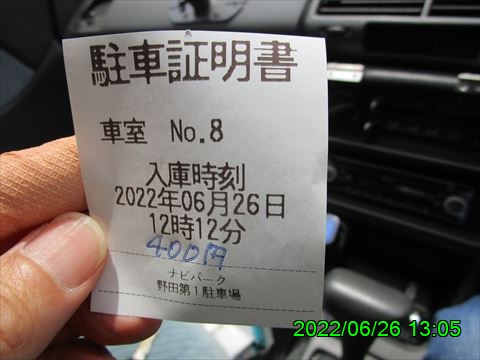 駐車証明書
車室 No.8
入庫時刻
2022年06月26日
12時12分
400円
ナビパーク
野田第1駐車場
2022/06/26 13:05